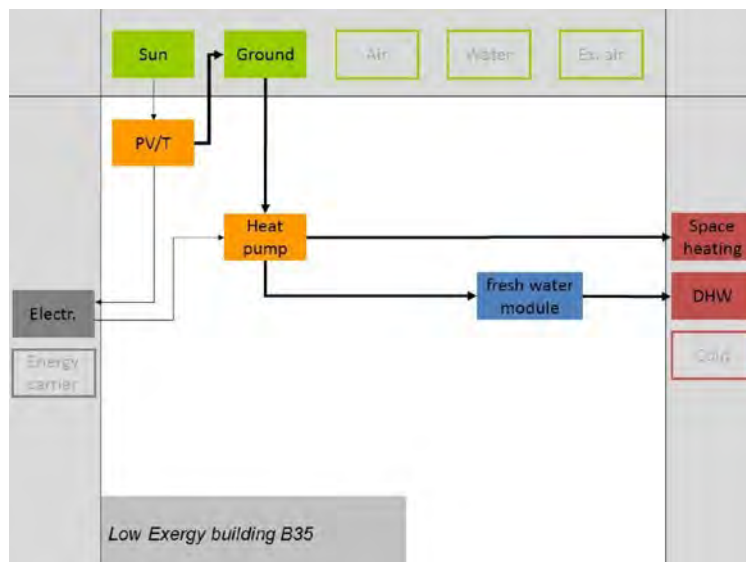 Sun
Ground
Air
Water
Ex. air
PV/T
Heat
pump
Space
heating
fresh water
module
DHW
Electr.
Energy
carrier
Cold
Low Exergy building B35